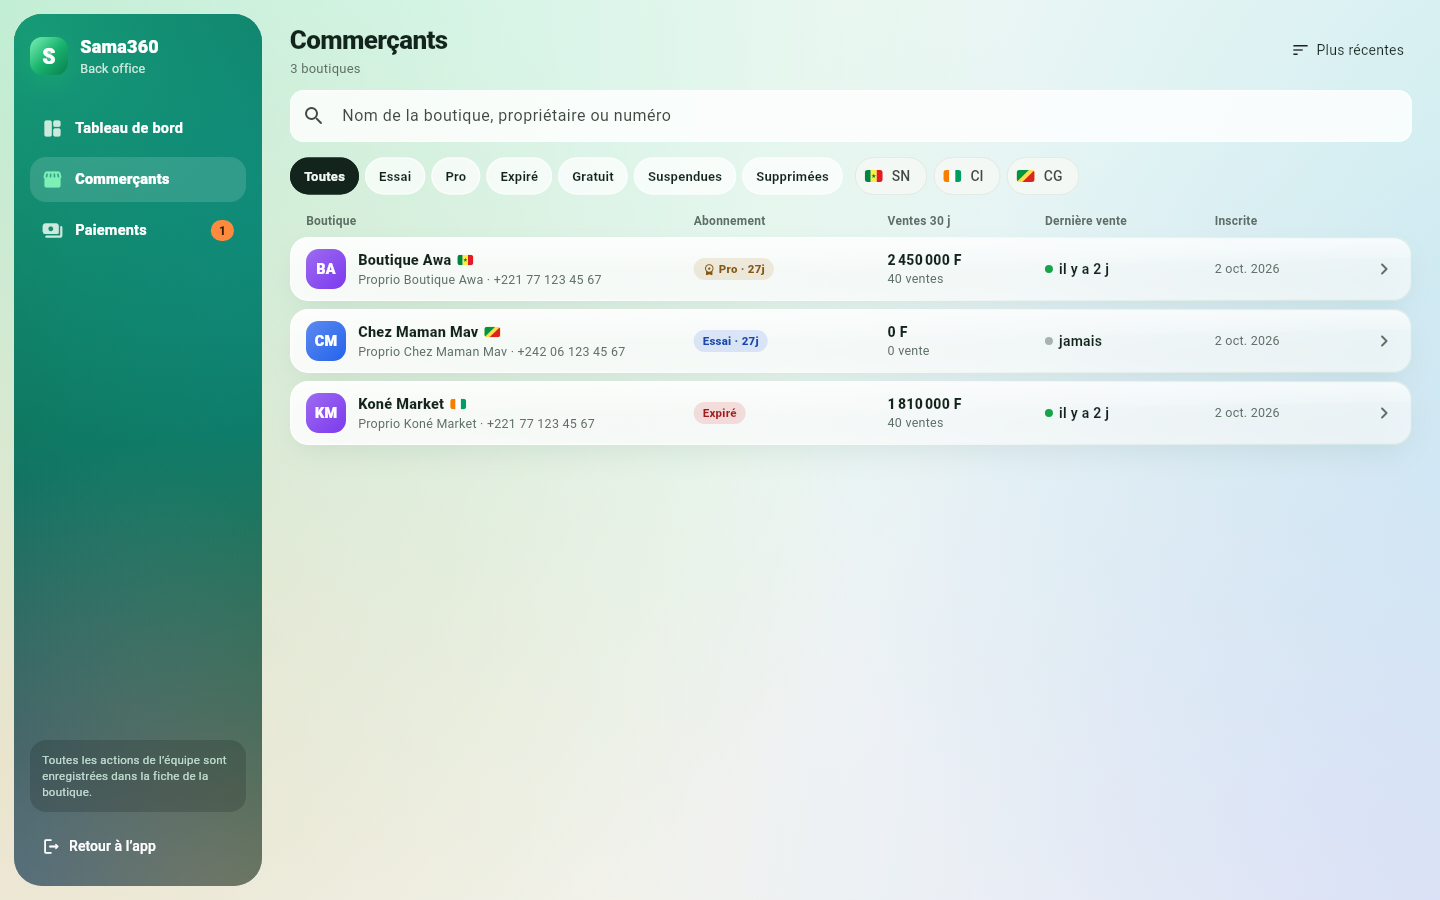 S
Sama360
Back office
Tableau de bord
Commerçants
Paiements
1
Toutes les actions de l'équipe sont
enregistrées dans la fiche de la
boutique.
Retour à l'app
Commerçants
3 boutiques
Plus récentes
Nom de la boutique, propriétaire ou numéro
Toutes Essai Pro Expiré Gratuit Suspendues Supprimées SN CI CG
Boutique Abonnement Ventes 30 j Dernière vente Inscrite
BA
Boutique Awa
Proprio Boutique Awa · +221 77 123 45 67
Pro · 27j
2 450 000 F
40 ventes
il y a 2 j
2 oct. 2026
CM
Chez Maman Mav
Proprio Chez Maman Mav · +242 06 123 45 67
Essai · 27j
0 F
0 vente
jamais
2 oct. 2026
KM
Koné Market
Proprio Koné Market · +221 77 123 45 67
Expiré
1 810 000 F
40 ventes
il y a 2 j
2 oct. 2026